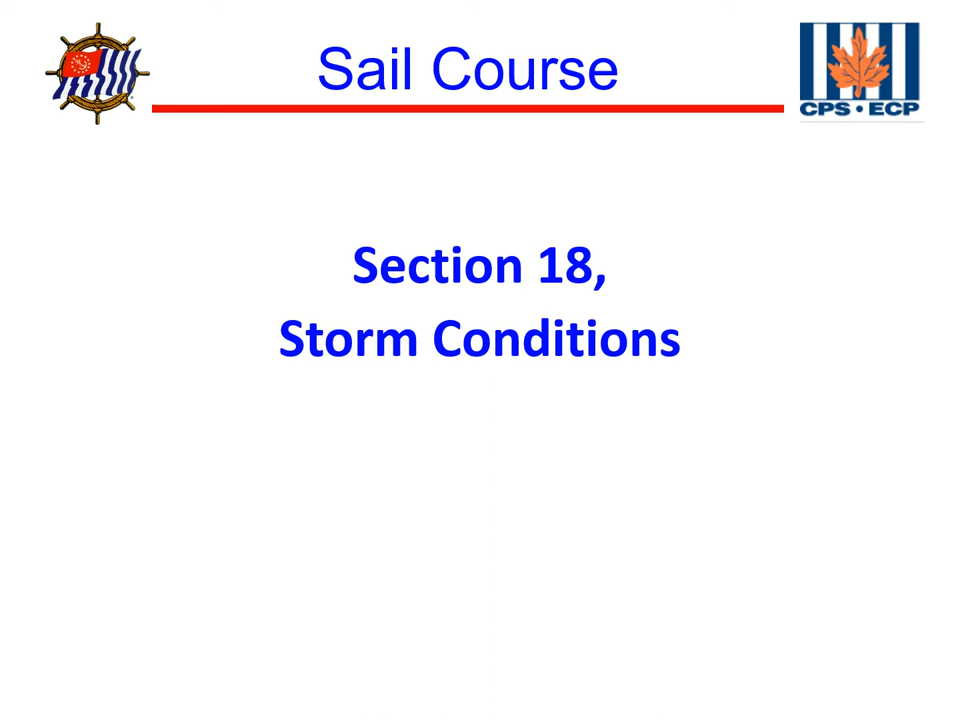 Sail Course
CPS • ECP
Section 18,
Storm Conditions